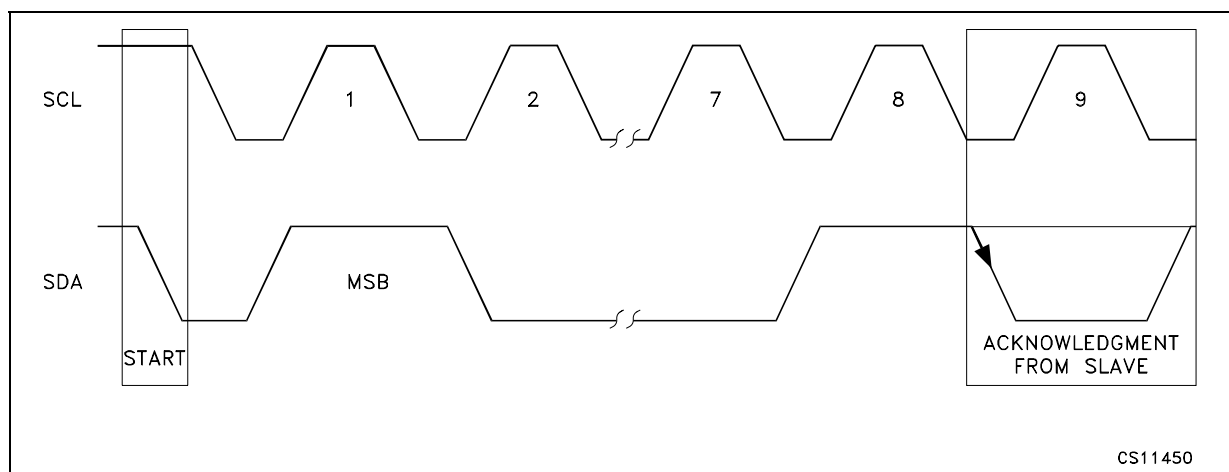 SCL 1 2 7 8 9
SDA MSB
START
ACKNOWLEDGMENT
FROM SLAVE
CS11450